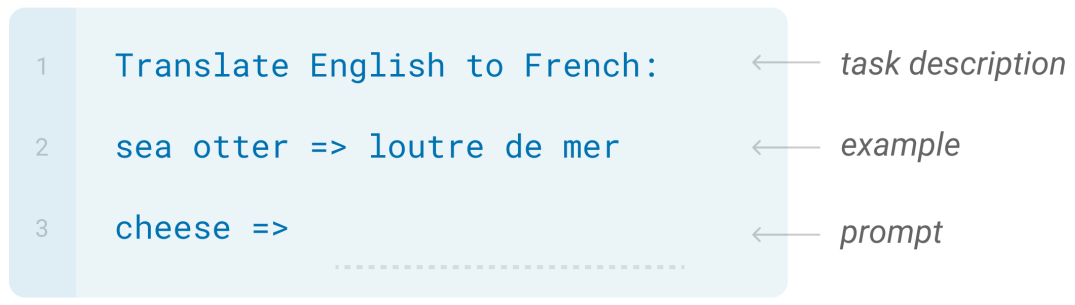 1 Translate English to French: task description
2 sea otter => loutre de mer example
3 cheese => prompt